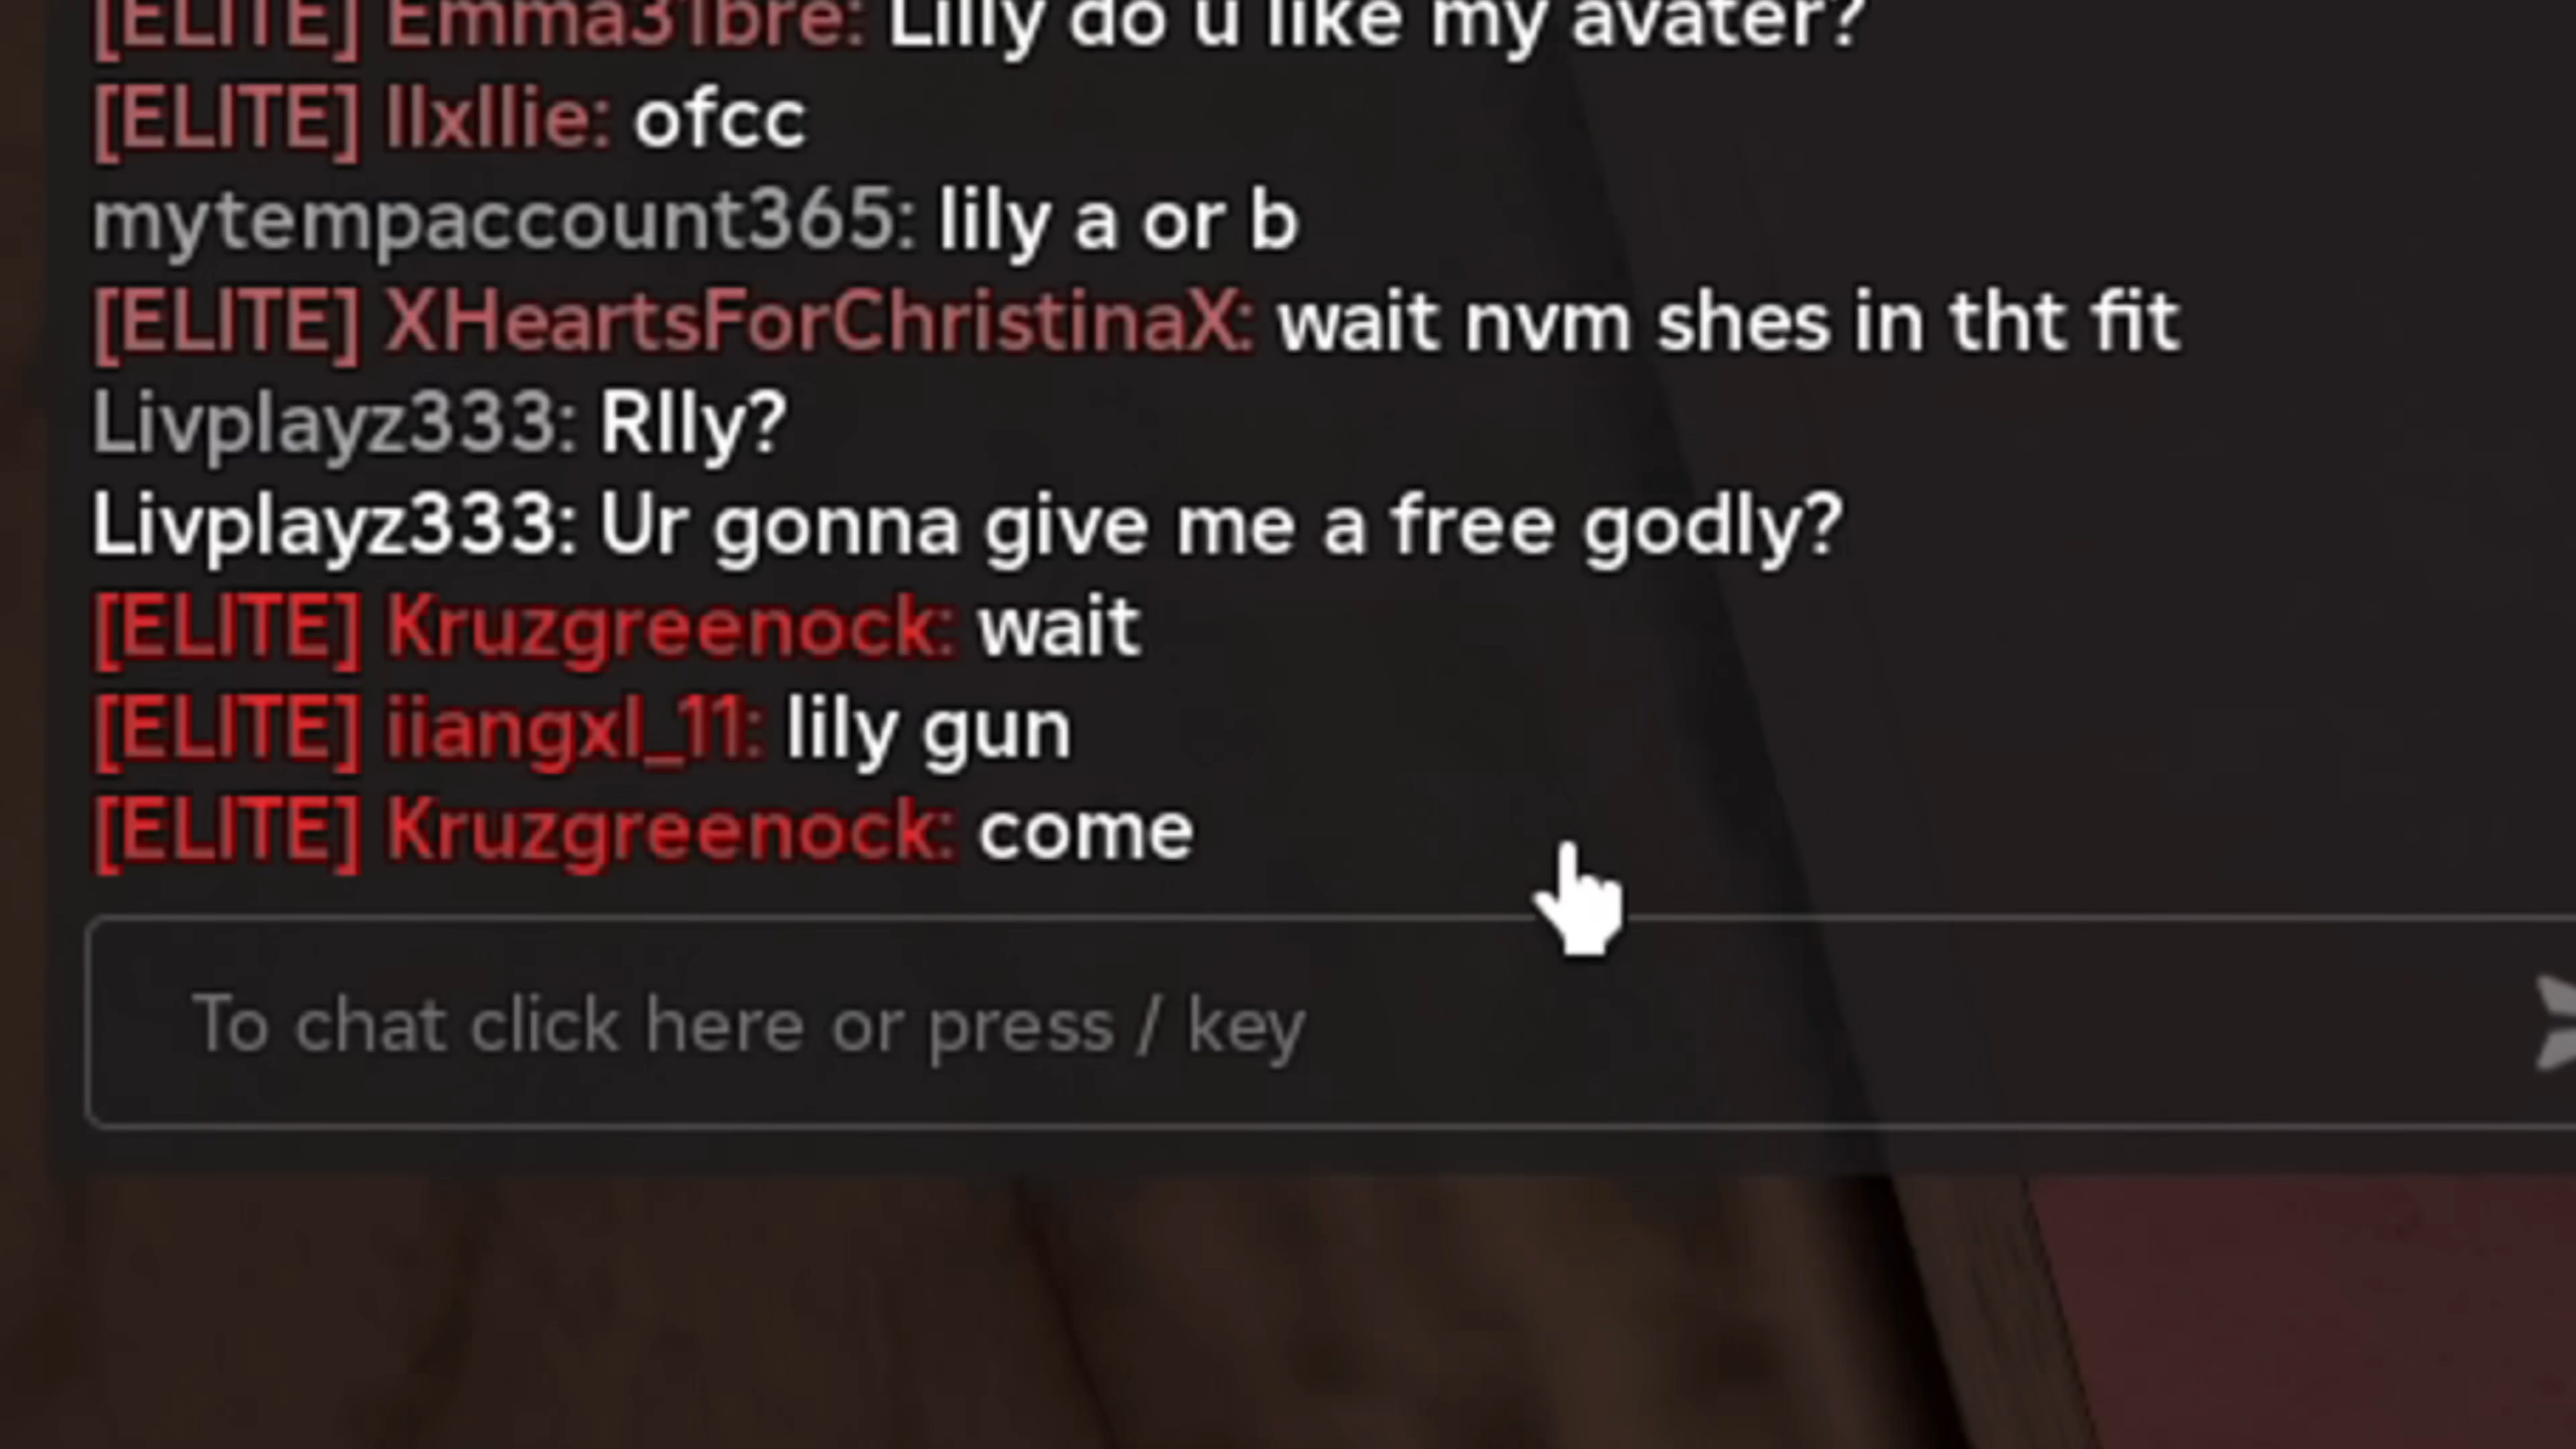 [ELITE] Emma31bre: Lilly do u like my avater?
[ELITE] llxllie: ofcc
mytempaccount365: lily a or b
[ELITE] XHeartsForChristinaX: wait nvm shes in tht fit
Livplayz333: Rlly?
Livplayz333: Ur gonna give me a free godly?
[ELITE] Kruzgreenock: wait
[ELITE] iiangxl_11: lily gun
[ELITE] Kruzgreenock: come
To chat click here or press / key